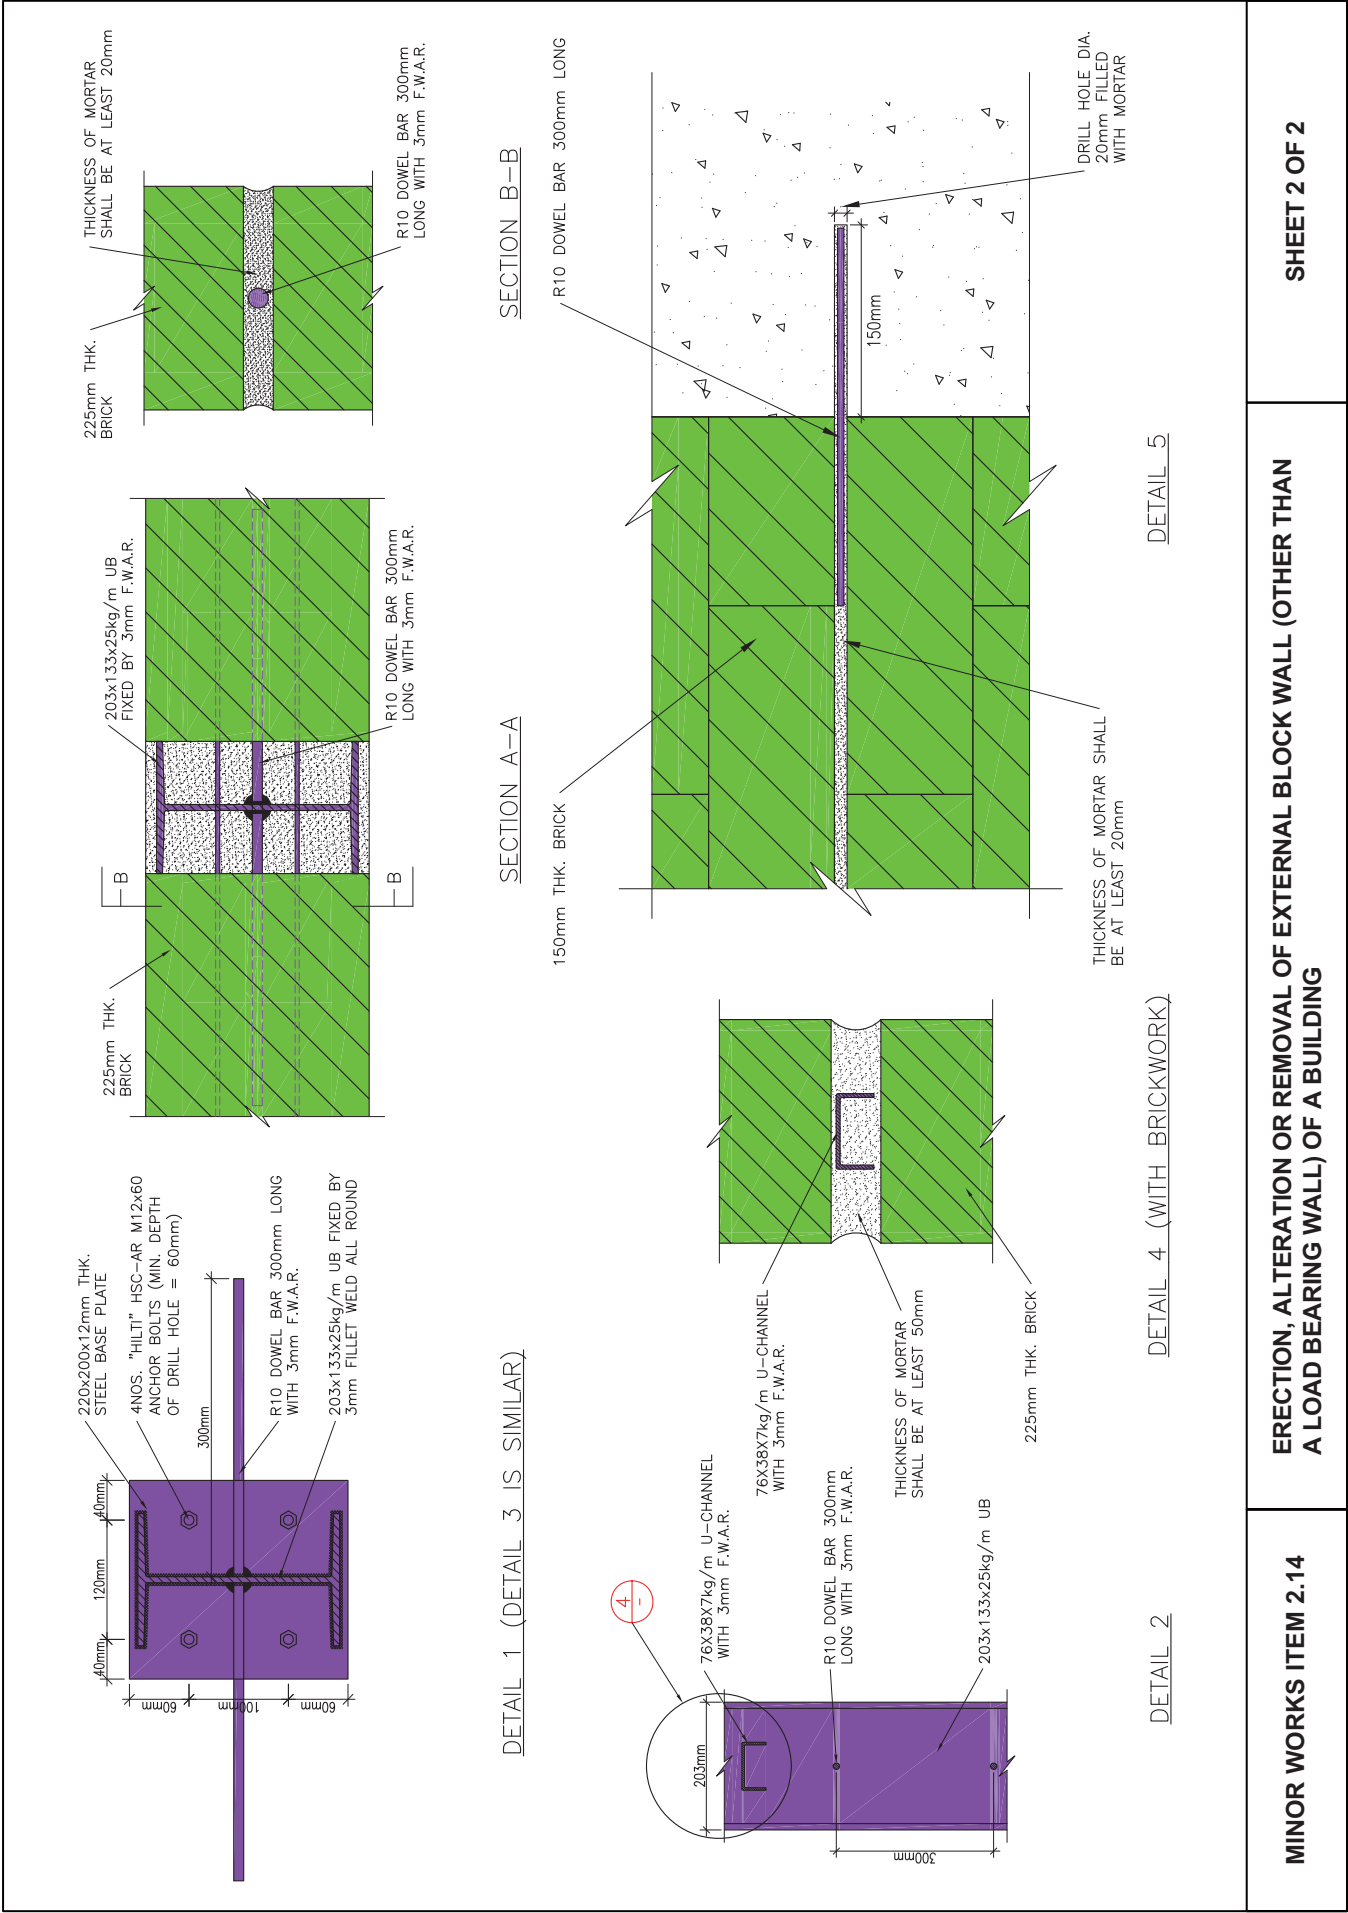 220x200x12mm THK.
STEEL BASE PLATE
4NOS. "HILTI" HSC-AR M12x60
ANCHOR BOLTS (MIN. DEPTH
OF DRILL HOLE = 60mm)
300mm
R10 DOWEL BAR 300mm LONG
WITH 3mm F.W.A.R.
203x133x25kg/m UB FIXED BY
3mm FILLET WELD ALL ROUND
40mm
120mm
40mm
60mm
100mm
60mm
DETAIL 1 (DETAIL 3 IS SIMILAR)
225mm THK.
BRICK
203x133x25kg/m UB
FIXED BY 3mm F.W.A.R.
B
B
R10 DOWEL BAR 300mm
LONG WITH 3mm F.W.A.R.
SECTION A-A
225mm THK.
BRICK
THICKNESS OF MORTAR
SHALL BE AT LEAST 20mm
R10 DOWEL BAR 300mm
LONG WITH 3mm F.W.A.R.
SECTION B-B
4
-
203mm
76X38X7kg/m U-CHANNEL
WITH 3mm F.W.A.R.
R10 DOWEL BAR 300mm
LONG WITH 3mm F.W.A.R.
203x133x25kg/m UB
300mm
DETAIL 2
76X38X7kg/m U-CHANNEL
WITH 3mm F.W.A.R.
THICKNESS OF MORTAR
SHALL BE AT LEAST 50mm
225mm THK. BRICK
DETAIL 4 (WITH BRICKWORK)
150mm THK. BRICK
R10 DOWEL BAR 300mm LONG
150mm
DRILL HOLE DIA.
20mm FILLED
WITH MORTAR
THICKNESS OF MORTAR SHALL
BE AT LEAST 20mm
DETAIL 5
MINOR WORKS ITEM 2.14
ERECTION, ALTERATION OR REMOVAL OF EXTERNAL BLOCK WALL (OTHER THAN
A LOAD BEARING WALL) OF A BUILDING
SHEET 2 OF 2